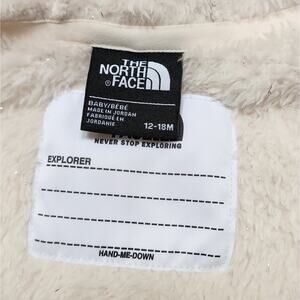 THE
NORTH
FACE
BABY/BÉBÉ
MADE IN JORDAN
FABRIQUÉ EN
JORDANIE
12-18M
NEVER STOP EXPLORING
EXPLORER
HAND-ME-DOWN